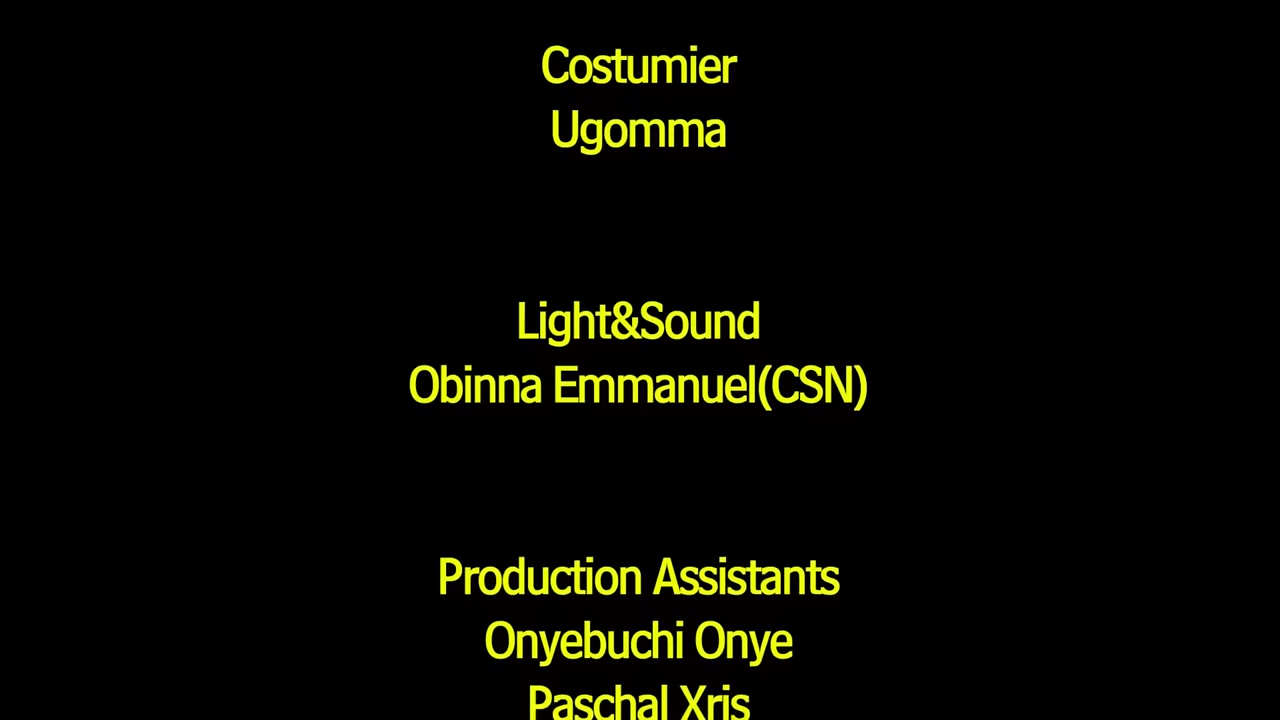 Costumier
Ugomma
Light&Sound
Obinna Emmanuel(CSN)
Production Assistants
Onyebuchi Onye
Paschal Xris